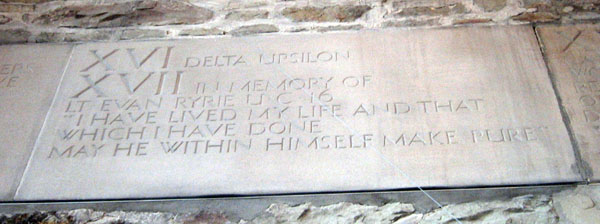 XVI DELTA UPSILON
XVII IN MEMORY OF
LT EVAN RYRIE U.C. 16
"I HAVE LIVED MY LIFE AND THAT
WHICH I HAVE DONE
MAY HE WITHIN HIMSELF MAKE PURE"